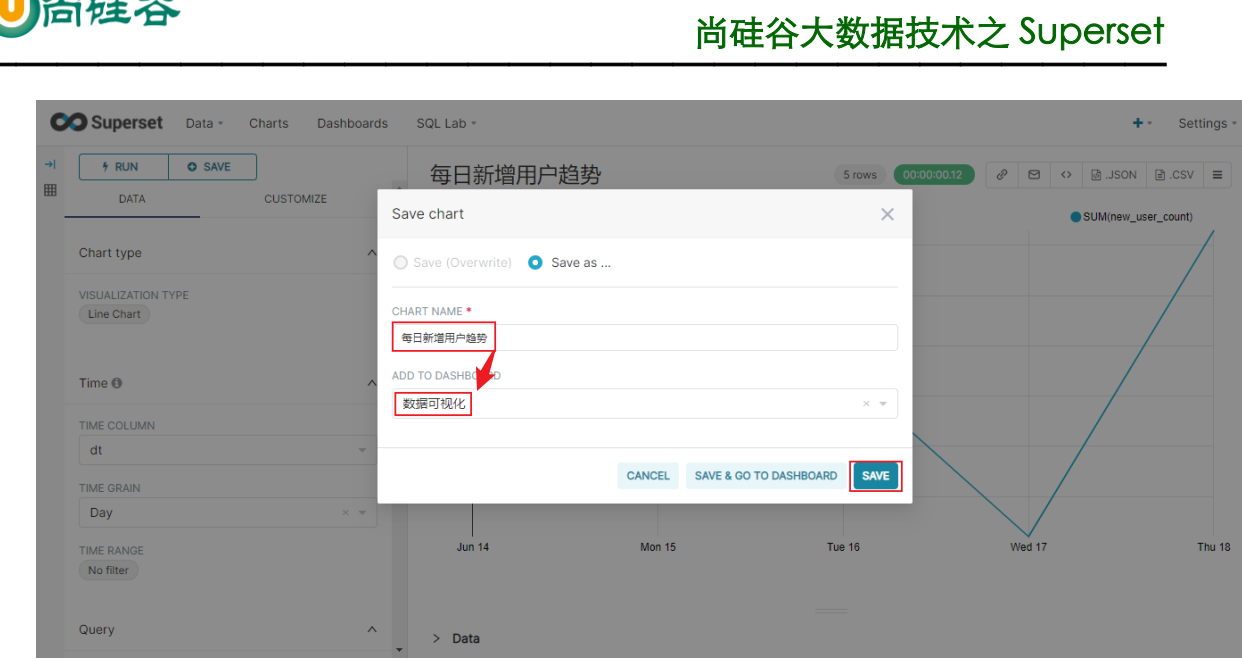 尚硅谷
尚硅谷大数据技术之 Superset
Superset Data Charts Dashboards SQL Lab + Settings
RUN SAVE
每日新增用户趋势 5 rows 00:00:00.12 .JSON .CSV
DATA CUSTOMIZE
Save chart
SUM(new_user_count)
Chart type
Save (Overwrite) Save as ...
VISUALIZATION TYPE
Line Chart
CHART NAME *
每日新增用户趋势
ADD TO DASHBOARD
数据可视化
Time
TIME COLUMN
dt
CANCEL SAVE & GO TO DASHBOARD SAVE
TIME GRAIN
Day
Jun 14 Mon 15 Tue 16 Wed 17 Thu 18
TIME RANGE
No filter
Query
Data